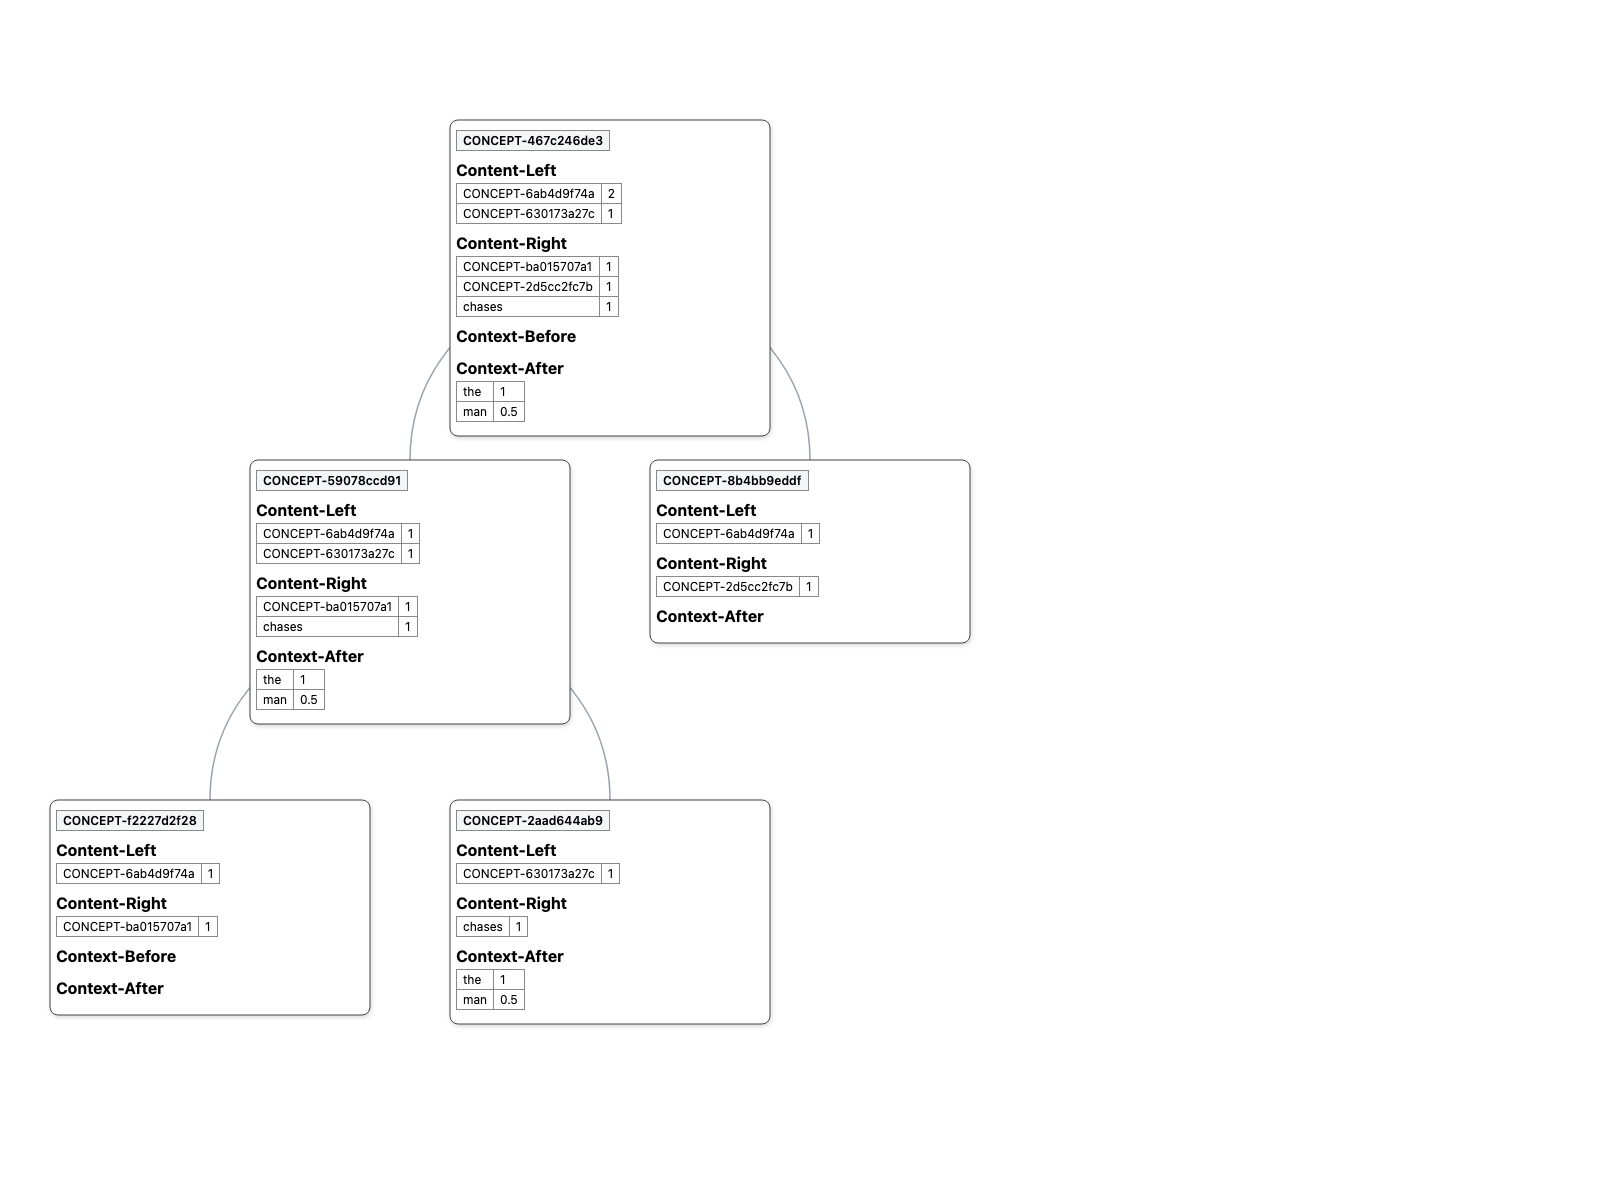 CONCEPT-467c246de3
Content-Left
CONCEPT-6ab4d9f74a 2
CONCEPT-630173a27c 1
Content-Right
CONCEPT-ba015707a1 1
CONCEPT-2d5cc2fc7b 1
chases 1
Context-Before
Context-After
the 1
man 0.5
CONCEPT-59078ccd91
Content-Left
CONCEPT-6ab4d9f74a 1
CONCEPT-630173a27c 1
Content-Right
CONCEPT-ba015707a1 1
chases 1
Context-After
the 1
man 0.5
CONCEPT-8b4bb9eddf
Content-Left
CONCEPT-6ab4d9f74a 1
Content-Right
CONCEPT-2d5cc2fc7b 1
Context-After
CONCEPT-f2227d2f28
Content-Left
CONCEPT-6ab4d9f74a 1
Content-Right
CONCEPT-ba015707a1 1
Context-Before
Context-After
CONCEPT-2aad644ab9
Content-Left
CONCEPT-630173a27c 1
Content-Right
chases 1
Context-After
the 1
man 0.5